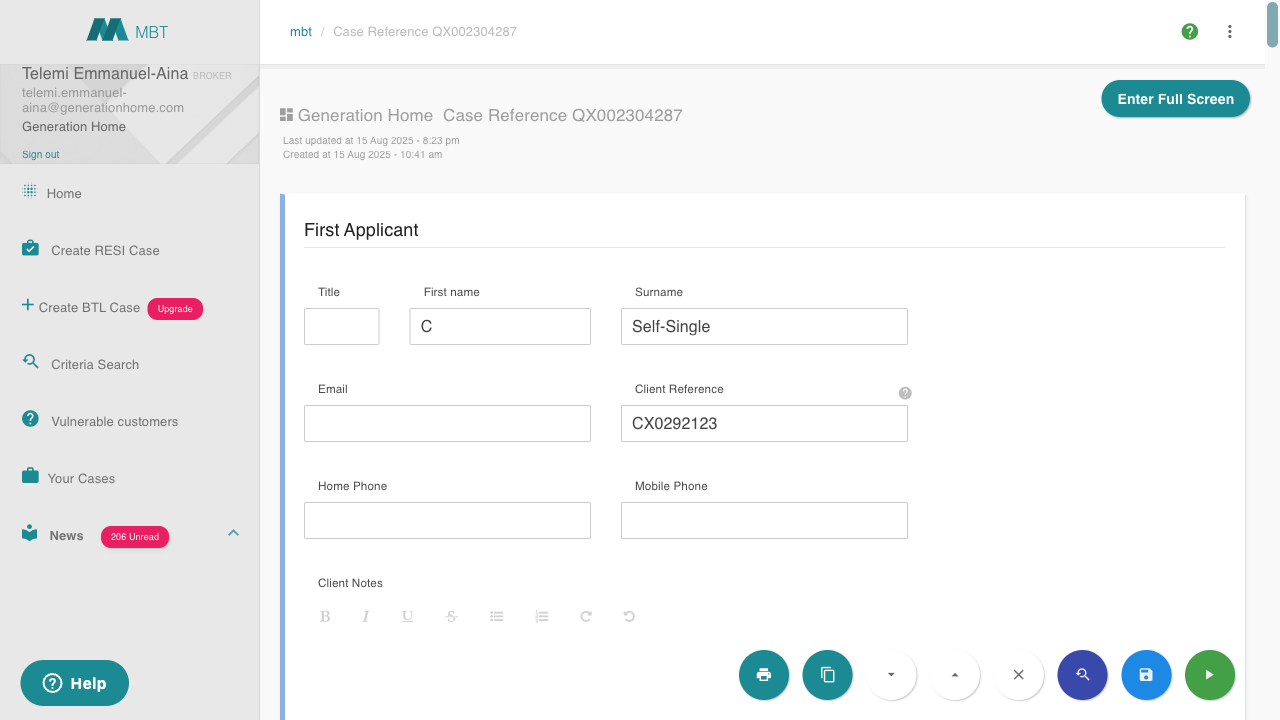 MBT
mbt / Case Reference QX002304287
Telemi Emmanuel-Aina BROKER
telemi.emmanuel-
aina@generationhome.com
Generation Home
Sign out
Home
Create RESI Case
Create BTL Case Upgrade
Criteria Search
Vulnerable customers
Your Cases
News 206 Unread
Help
Enter Full Screen
Generation Home Case Reference QX002304287
Last updated at 15 Aug 2025 - 8:23 pm
Created at 15 Aug 2025 - 10:41 am
First Applicant
Title First name Surname
C Self-Single
Email Client Reference
CX0292123
Home Phone Mobile Phone
Client Notes
B I U S